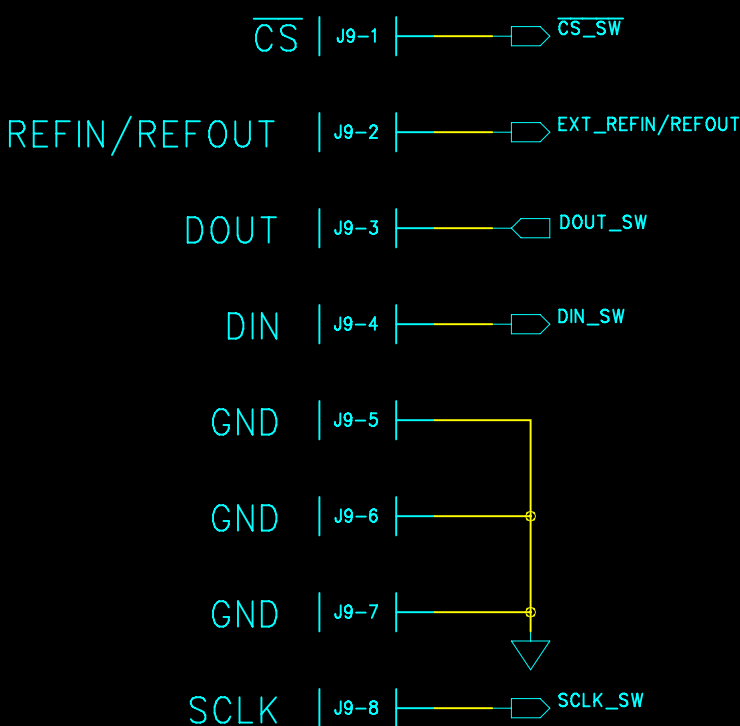 CS J9-1 CS_SW
REFIN/REFOUT J9-2 EXT_REFIN/REFOUT
DOUT J9-3 DOUT_SW
DIN J9-4 DIN_SW
GND J9-5
GND J9-6
GND J9-7
SCLK J9-8 SCLK_SW